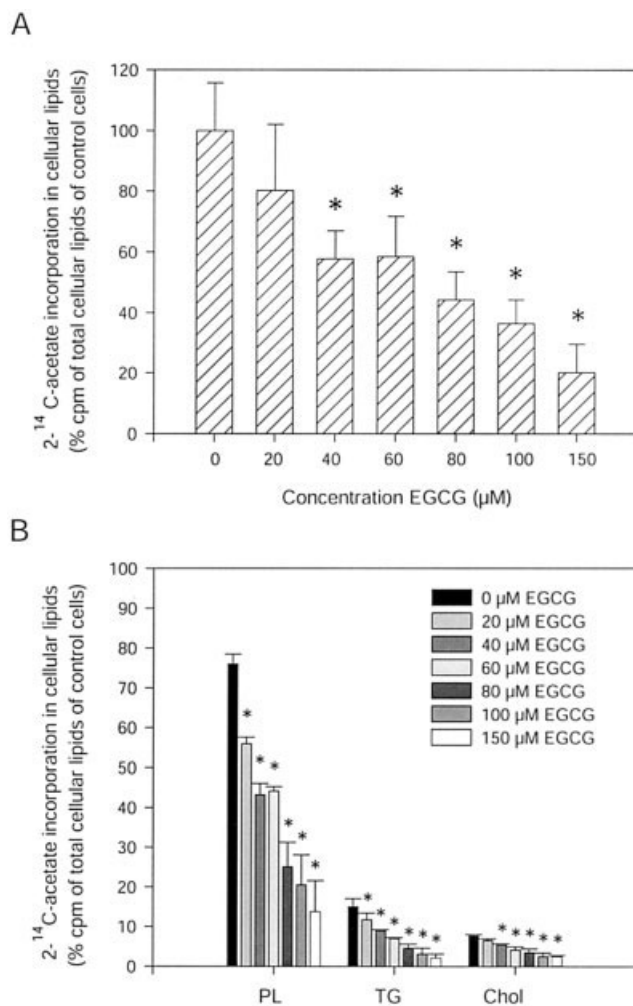 A
2-¹⁴ C-acetate incorporation in cellular lipids
(% cpm of total cellular lipids of control cells)
120
100
80
60
40
20
0
*
*
*
*
*
0 20 40 60 80 100 150
Concentration EGCG (µM)
B
2-¹⁴C-acetate incorporation in cellular lipids
(% cpm of total cellular lipids of control cells)
100
90
80
70
60
50
40
30
20
10
0
0 µM EGCG
20 µM EGCG
40 µM EGCG
60 µM EGCG
80 µM EGCG
100 µM EGCG
150 µM EGCG
*
* *
* * *
* * * * * *
* * * * *
PL TG Chol